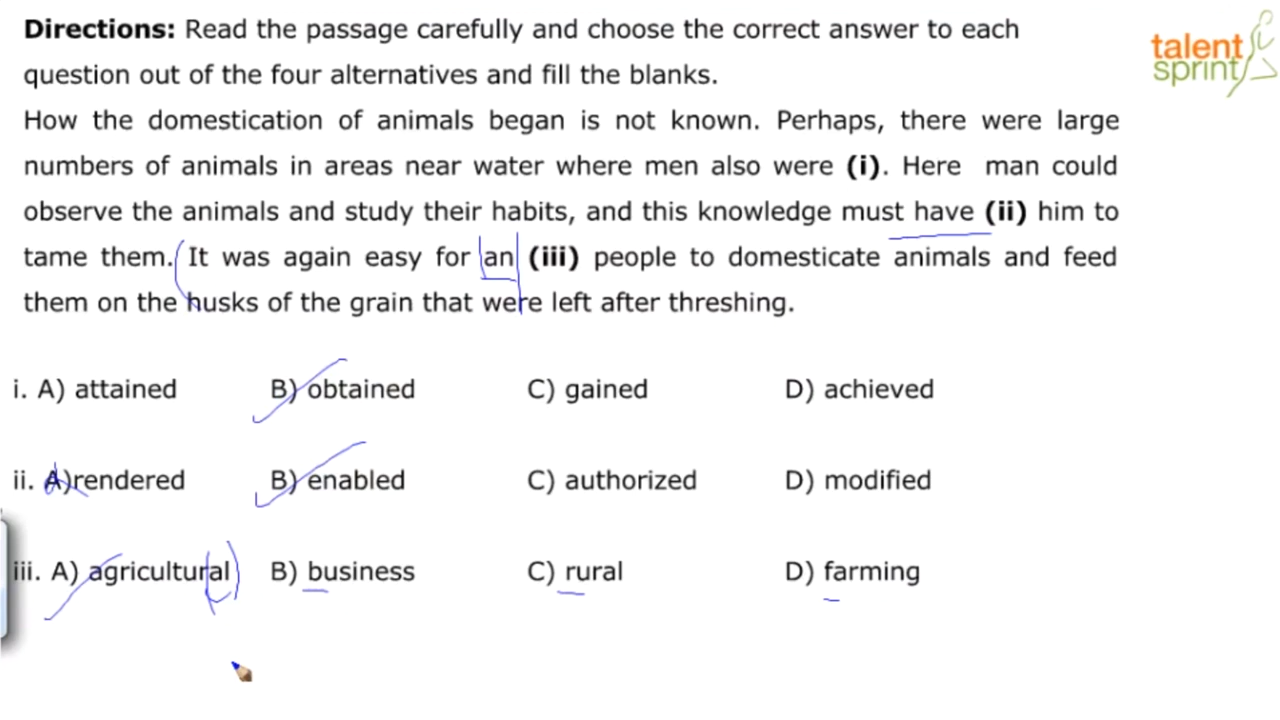 Directions: Read the passage carefully and choose the correct answer to each
question out of the four alternatives and fill the blanks.
How the domestication of animals began is not known. Perhaps, there were large
numbers of animals in areas near water where men also were (i). Here man could
observe the animals and study their habits, and this knowledge must have (ii) him to
tame them. It was again easy for an (iii) people to domesticate animals and feed
them on the husks of the grain that were left after threshing.
i. A) attained B) obtained C) gained D) achieved
ii. A)rendered B) enabled C) authorized D) modified
iii. A) agricultural B) business C) rural D) farming
talent
sprint